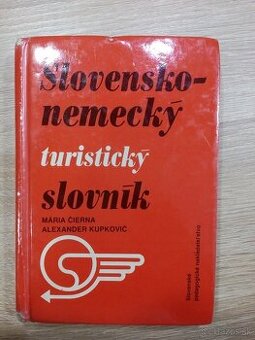 Slovensko-
nemecký
turistický
slovník
MÁRIA ČIERNA
ALEXANDER KUPKOVIČ
Slovenské
pedagogické nakladateľstvo